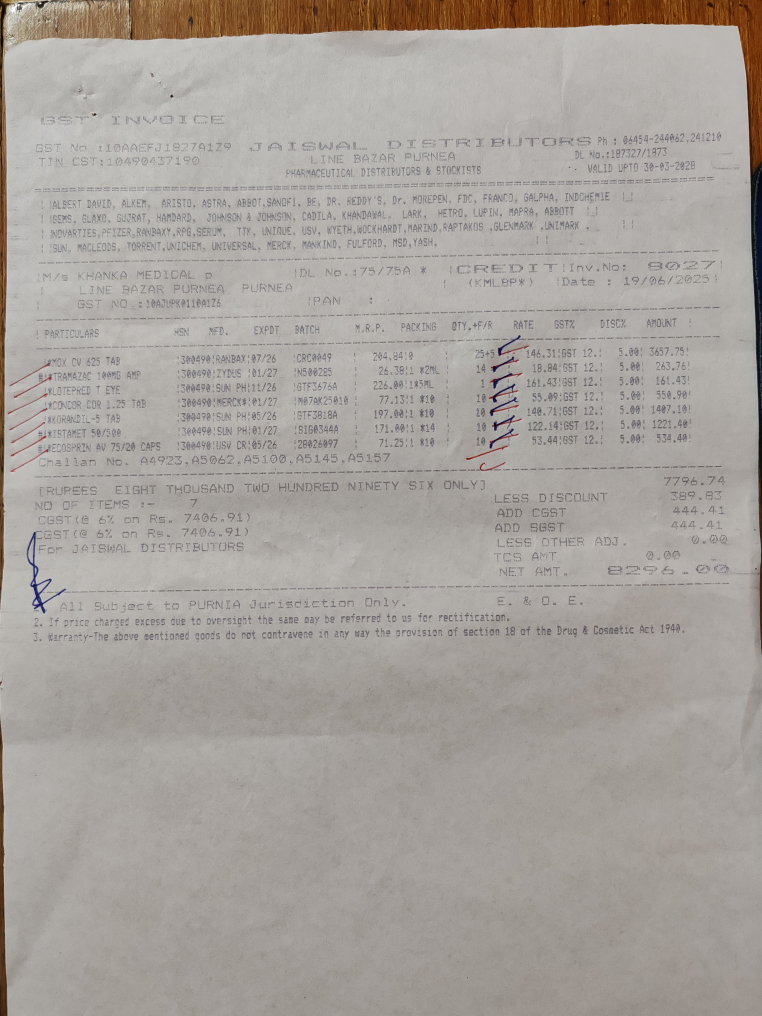 GST INVOICE
GST No :10AAEFJ1827A1Z9 JAISWAL DISTRIBUTORS Ph : 06454-244062,241210
TIN CST:10490437190 LINE BAZAR PURNEA DL No.:187327/1873
PHARMACEUTICAL DISTRIBUTORS & STOCKISTS VALID UPTO 30-03-2028
ALBERT DAVID, ALKEM, ARISTO, ASTRA, ABBOT,SANOFI, BE, DR. REDDY'S, Dr. MOREPEN, FDC, FRANCO, GALPHA, INDCHEMIE
GEMS, GLAXO, GUJRAT, HAMDARD, JOHNSON & JOHNSON, CADILA, KHANDAWAL, LARK, HETRO, LUPIN, MAPRA, ABBOTT
NOVARTIES,PFIZER,RANBAXY,RPG,SERUM, TTK, UNIQUE, USV, WYETH,WOCKHARDT,MARIND,RAPTAKOS ,GLENMARK ,UNIMARK .
SUN, MACLEODS, TORRENT,UNICHEM, UNIVERSAL, MERCK, MANKIND, FULFORD, MSD,YASH,
M/s KHANKA MEDICAL DL No.:75/75A * CREDIT Inv.No: 8027
LINE BAZAR PURNEA PURNEA (KMLBP*) Date : 19/06/2025
GST NO :10AJUPK0110A1Z6 PAN :
! PARTICULARS HSN MFD. EXPDT BATCH M.R.P. PACKING QTY.+F/R RATE GST% DISC% AMOUNT !
MOX CV 625 TAB 300490 RANBAX 07/26 CRC0049 204.84 0 25+5 146.31 GST 12. 5.00 3657.75
TRAMAZAC 100MG AMP 300490 ZYDUS 01/27 N500285 26.38 1 *2ML 14 18.84 GST 12. 5.00 263.76
LOTEPRED T EYE 300490 SUN PH 11/26 GTF3676A 226.00 1*5ML 1 161.43 GST 12. 5.00 161.43
CONCOR COR 1.25 TAB 300490 MERCK* 01/27 M07AK25010 77.13 1 *10 10 55.09 GST 12. 5.00 550.90
KORANDIL-5 TAB 300490 SUN PH 05/26 GTF3818A 197.00 1 *10 10 140.71 GST 12. 5.00 1407.10
ISTAMET 50/500 300490 SUN PH 01/27 SIG0344A 171.00 1 *14 10 122.14 GST 12. 5.00 1221.40
ECOSPRIN AV 75/20 CAPS 300490 USV CR 05/26 28026097 71.25 1 *10 10 53.44 GST 12. 5.00 534.40
Challan No. A4923,A5062,A5100,A5145,A5157
[RUPEES EIGHT THOUSAND TWO HUNDRED NINETY SIX ONLY] 7796.74
NO OF ITEMS :- 7 LESS DISCOUNT 389.83
CGST(@ 6% on Rs. 7406.91) ADD CGST 444.41
CGST(@ 6% on Rs. 7406.91) ADD SGST 444.41
For JAISWAL DISTRIBUTORS LESS OTHER ADJ. 0.00
TCS AMT 0.00
NET AMT. 8296.00
All Subject to PURNIA Jurisdiction Only. E. & O. E.
2. If price charged excess due to oversight the same may be referred to us for rectification.
3. Warranty-The above mentioned goods do not contravene in any way the provision of section 18 of the Drug & Cosmetic Act 1940.